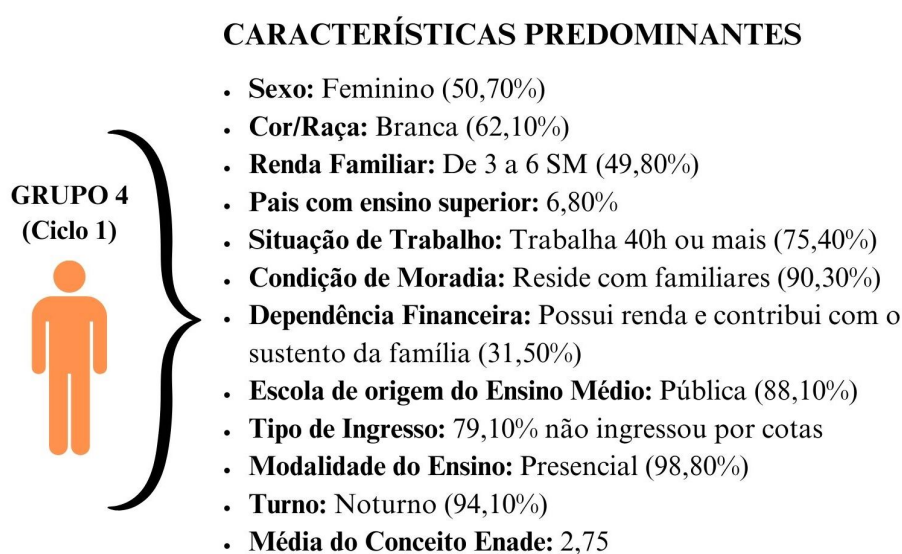 CARACTERÍSTICAS PREDOMINANTES
GRUPO 4
(Ciclo 1)
• Sexo: Feminino (50,70%)
• Cor/Raça: Branca (62,10%)
• Renda Familiar: De 3 a 6 SM (49,80%)
• Pais com ensino superior: 6,80%
• Situação de Trabalho: Trabalha 40h ou mais (75,40%)
• Condição de Moradia: Reside com familiares (90,30%)
• Dependência Financeira: Possui renda e contribui com o
sustento da família (31,50%)
• Escola de origem do Ensino Médio: Pública (88,10%)
• Tipo de Ingresso: 79,10% não ingressou por cotas
• Modalidade do Ensino: Presencial (98,80%)
• Turno: Noturno (94,10%)
• Média do Conceito Enade: 2,75